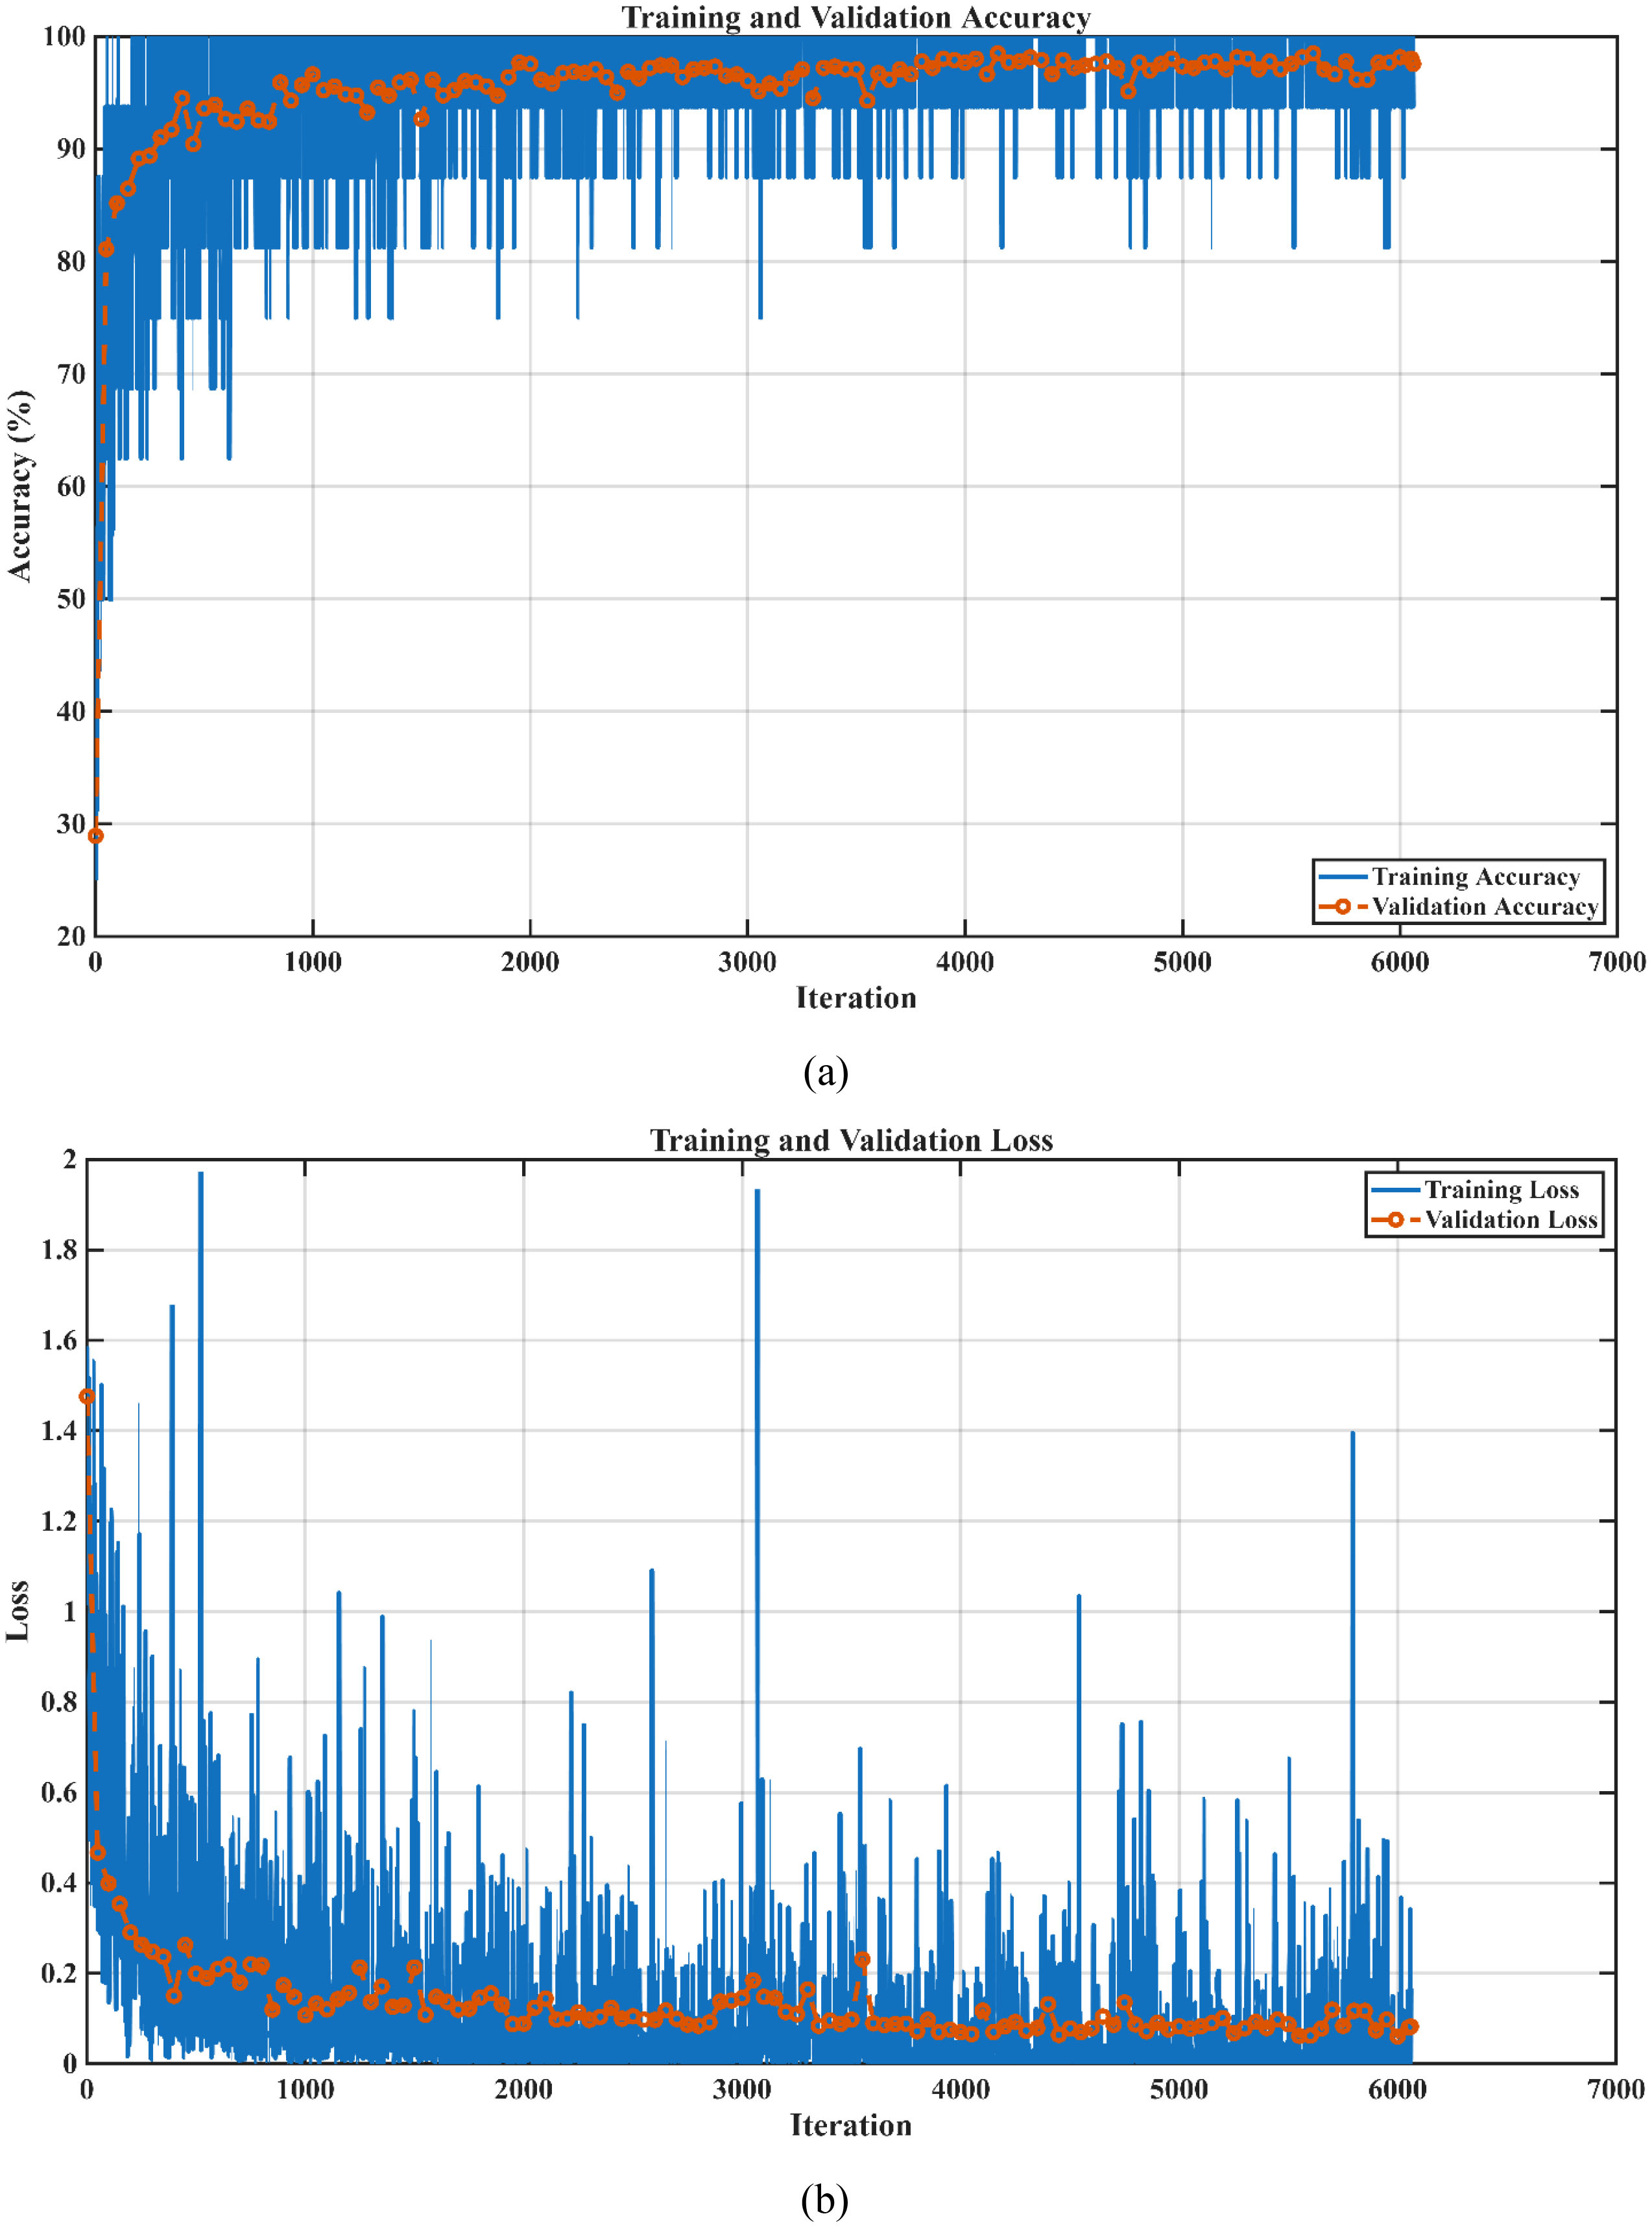 Training and Validation Accuracy
100
90
80
70
60
50
40
30
20
Accuracy (%)
Training Accuracy
Validation Accuracy
0 1000 2000 3000 4000 5000 6000 7000
Iteration
(a)
Training and Validation Loss
2
1.8
1.6
1.4
1.2
1
0.8
0.6
0.4
0.2
0
Loss
Training Loss
Validation Loss
0 1000 2000 3000 4000 5000 6000 7000
Iteration
(b)